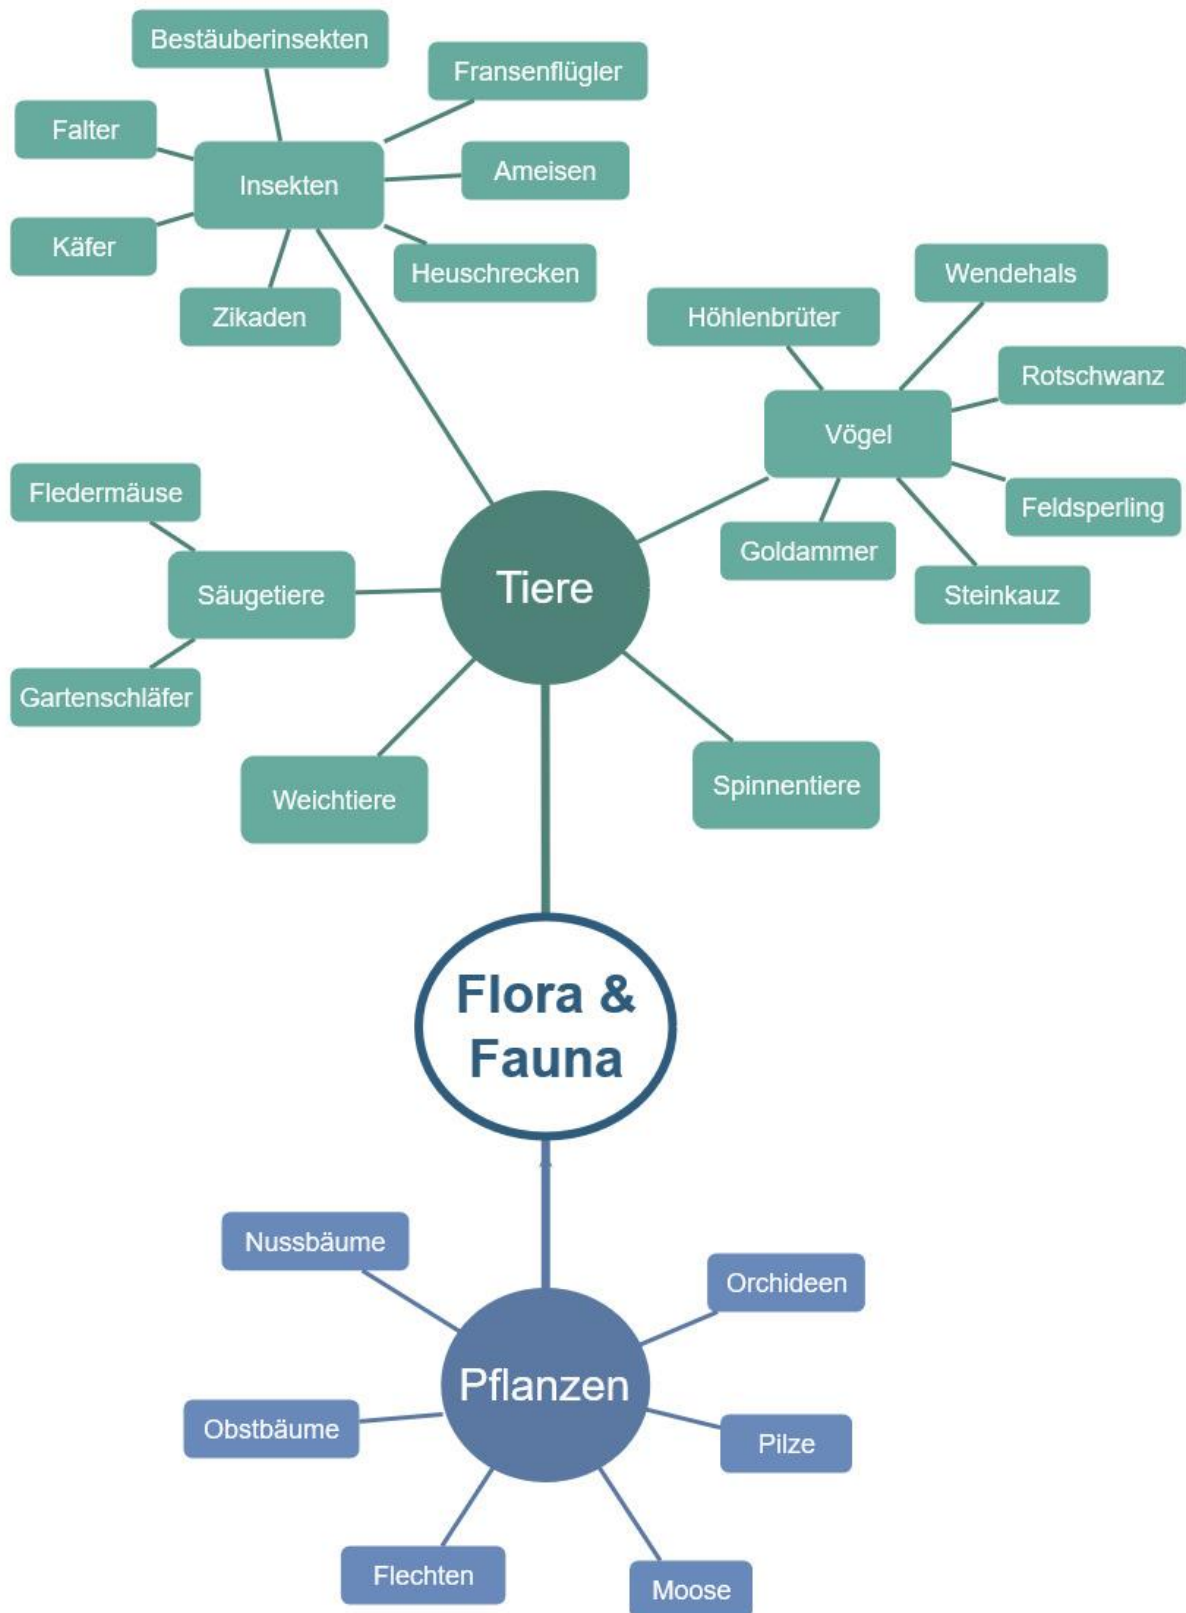 Bestäuberinsekten
Fransenflügler
Falter
Ameisen
Insekten
Käfer
Heuschrecken
Zikaden
Wendehals
Höhlenbrüter
Rotschwanz
Vögel
Feldsperling
Goldammer
Steinkauz
Fledermäuse
Säugetiere
Gartenschläfer
Tiere
Weichtiere
Spinnentiere
Flora &
Fauna
Nussbäume
Orchideen
Pflanzen
Obstbäume
Pilze
Flechten
Moose